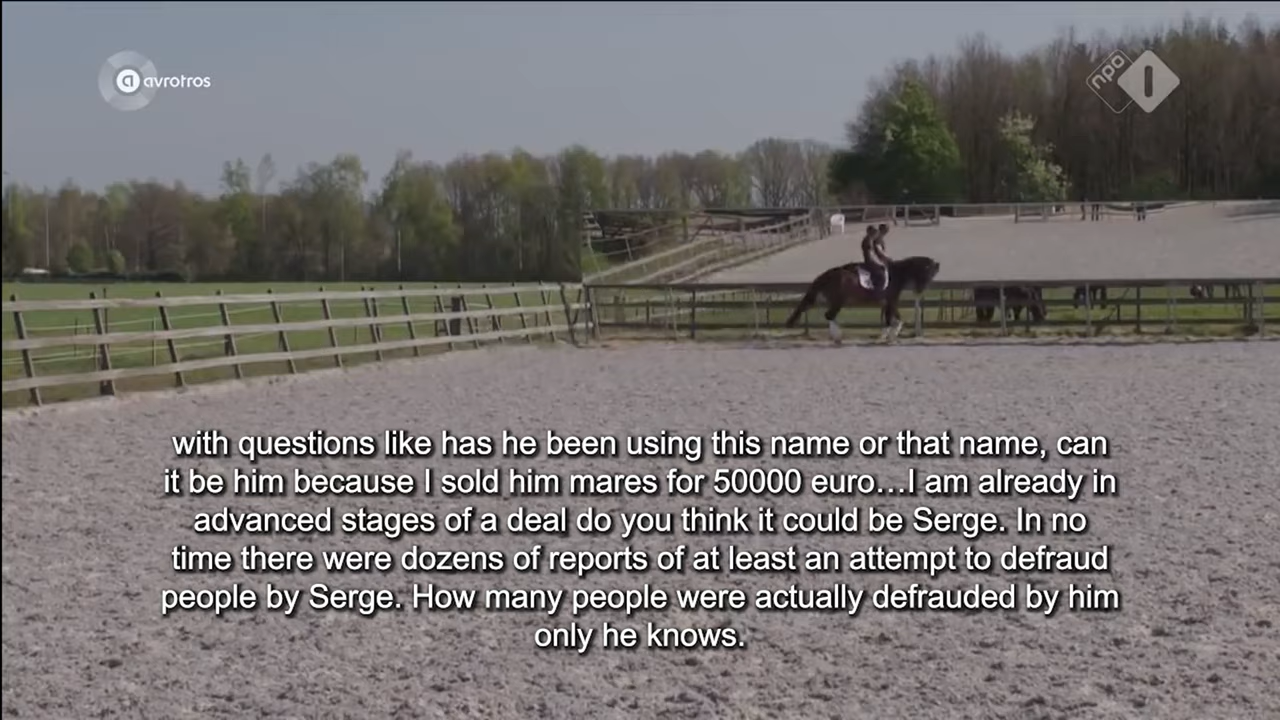 avrotros
npo 1
with questions like has he been using this name or that name, can
it be him because I sold him mares for 50000 euro...I am already in
advanced stages of a deal do you think it could be Serge. In no
time there were dozens of reports of at least an attempt to defraud
people by Serge. How many people were actually defrauded by him
only he knows.